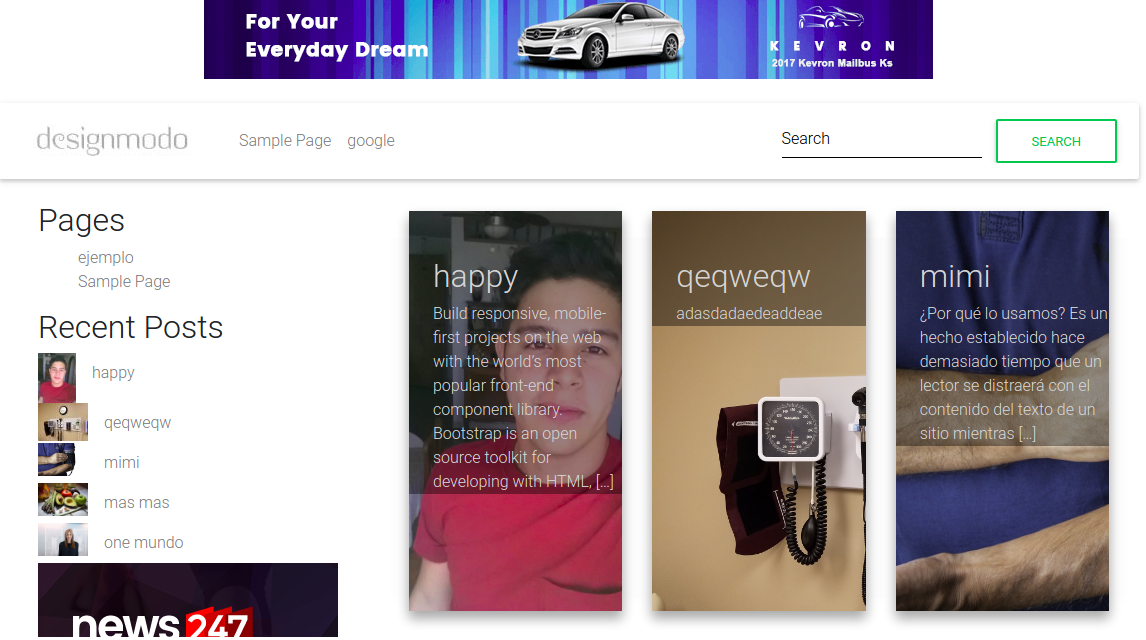 For Your
Everyday Dream
KEVRON
2017 Kevron Mailbus Ks
designmodo
Sample Page
google
Search
SEARCH
Pages
ejemplo
Sample Page
Recent Posts
happy
qeqweqw
mimi
mas mas
one mundo
news 247
happy
Build responsive, mobile-
first projects on the web
with the world's most
popular front-end
component library.
Bootstrap is an open
source toolkit for
developing with HTML, [...]
qeqweqw
adasdadaedeaddeae
mimi
¿Por qué lo usamos? Es un
hecho establecido hace
demasiado tiempo que un
lector se distraerá con el
contenido del texto de un
sitio mientras [...]